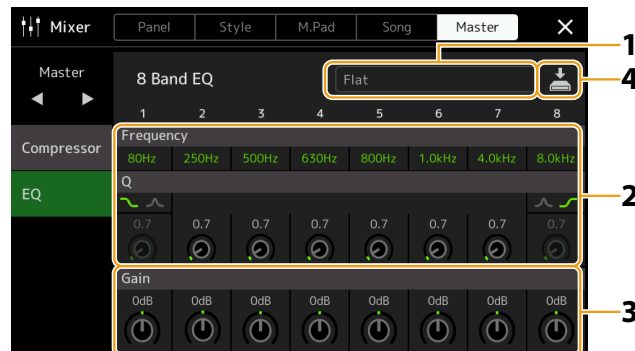 Mixer Panel Style M.Pad Song Master ×
1
Master 8 Band EQ Flat 4
1 2 3 4 5 6 7 8
Frequency
Compressor 80Hz 250Hz 500Hz 630Hz 800Hz 1.0kHz 4.0kHz 8.0kHz
Q
EQ 2
0.7 0.7 0.7 0.7 0.7 0.7 0.7 0.7
Gain
0dB 0dB 0dB 0dB 0dB 0dB 0dB 0dB
3